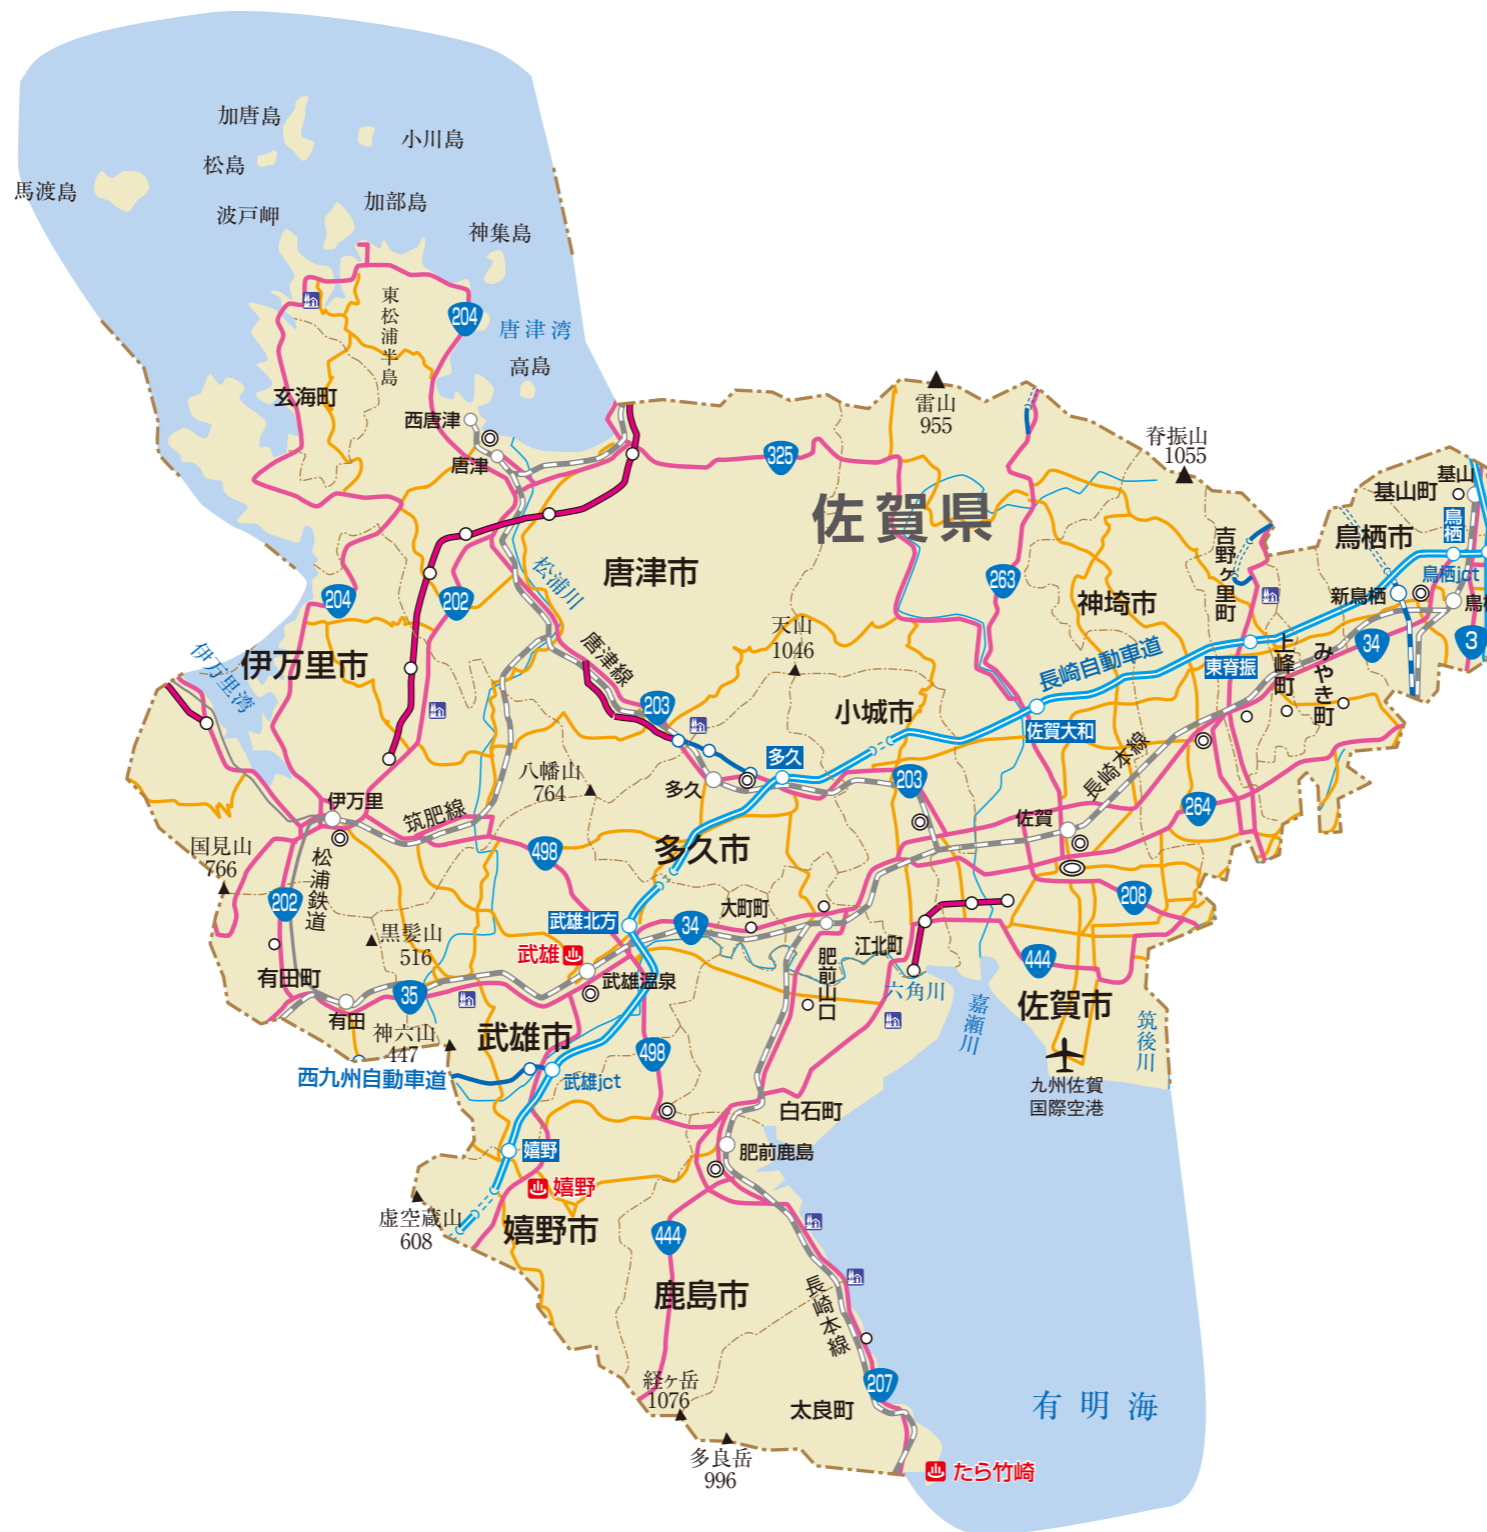 加唐島
小川島
松島
馬渡島
加部島
波戸岬
神集島
東松浦半島
204
唐津湾
高島
玄海町
西唐津
唐津
雷山
955
脊振山
1055
325
佐賀県
基山
基山町
鳥栖
鳥栖市
吉野ヶ里町
鳥栖jct
新鳥栖
松浦川
唐津市
263
神埼市
204
202
天山
1046
34
3
伊万里市
伊万里湾
唐津線
長崎自動車道
東脊振
上峰町
みやき町
203
小城市
佐賀大和
多久
八幡山
764
多久
203
長崎本線
264
伊万里
筑肥線
佐賀
国見山
766
松浦鉄道
498
多久市
202
大町町
208
武雄北方
34
黒髪山
516
武雄
江北町
444
有田町
武雄温泉
肥前山口
35
六角川
嘉瀬川
佐賀市
筑後川
有田
神六山
447
武雄市
498
西九州自動車道
武雄jct
九州佐賀
国際空港
白石町
嬉野
肥前鹿島
嬉野
虚空蔵山
608
嬉野市
444
鹿島市
長崎本線
経ヶ岳
1076
207
太良町
有明海
多良岳
996
たら竹崎